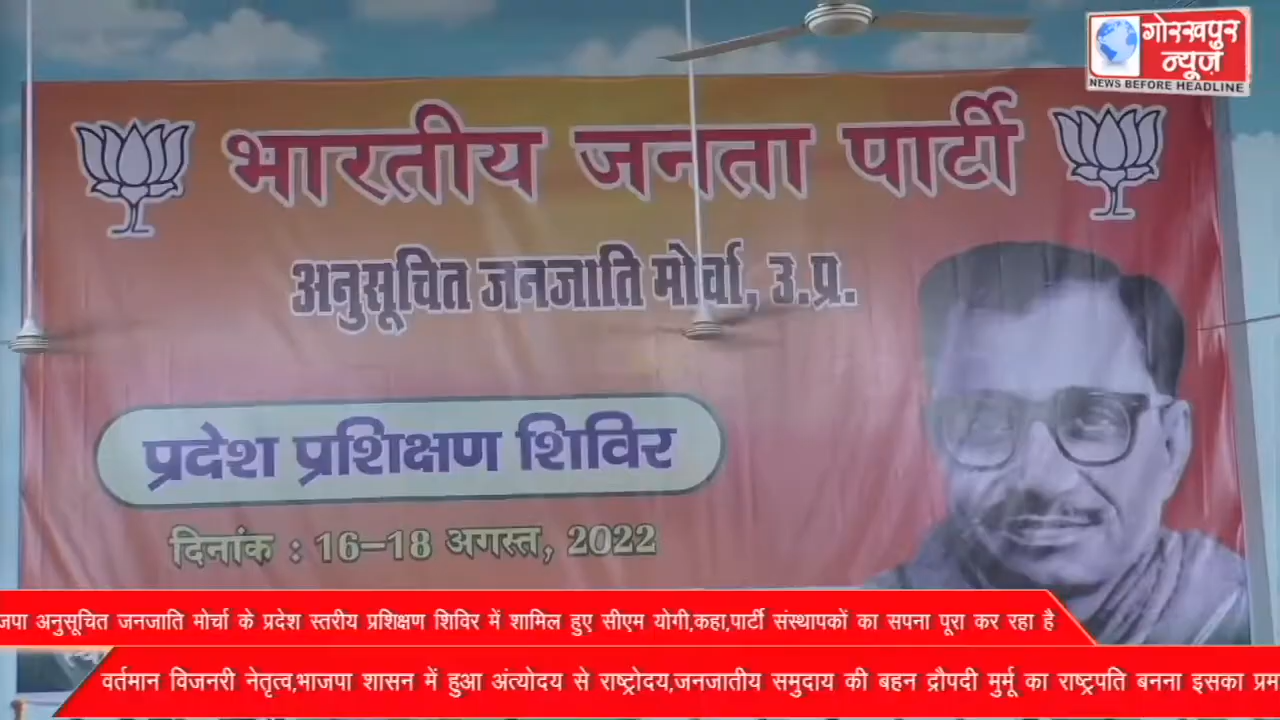 गोरखपुर
न्यूज़
NEWS BEFORE HEADLINE
भारतीय जनता पार्टी
अनुसूचित जनजाति मोर्चा, उ.प्र.
प्रदेश प्रशिक्षण शिविर
दिनांक : 16–18 अगस्त, 2022
अनुसूचित जनजाति मोर्चा के प्रदेश स्तरीय प्रशिक्षण शिविर में शामिल हुए सीएम योगी,कहा,पार्टी संस्थापकों का सपना पूरा कर रहा है
वर्तमान विजनरी नेतृत्व,भाजपा शासन में हुआ अंत्योदय से राष्ट्रोदय,जनजातीय समुदाय की बहन द्रौपदी मुर्मू का राष्ट्रपति बनना इसका